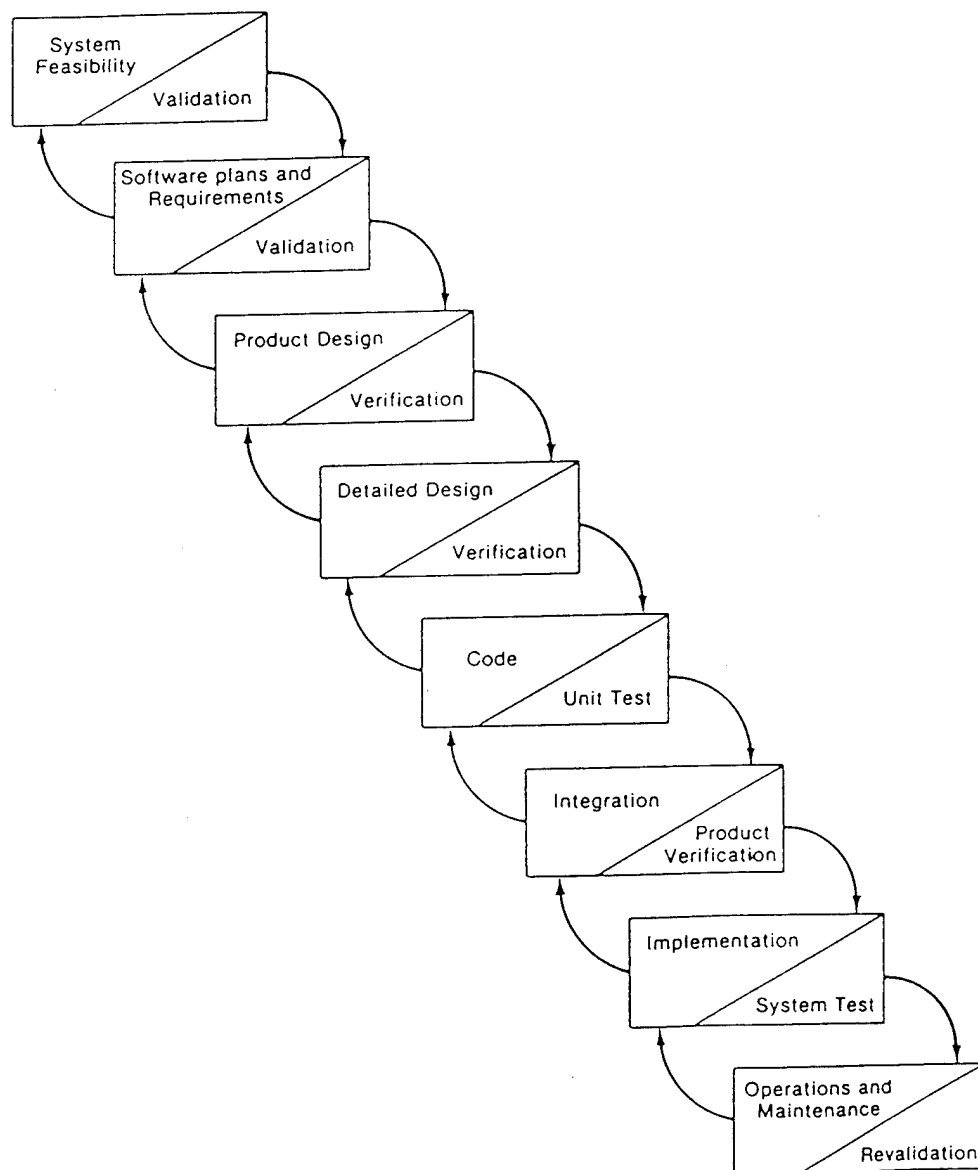 System
Feasibility
Validation
Software plans and
Requirements
Validation
Product Design
Verification
Detailed Design
Verification
Code
Unit Test
Integration
Product
Verification
Implementation
System Test
Operations and
Maintenance
Revalidation